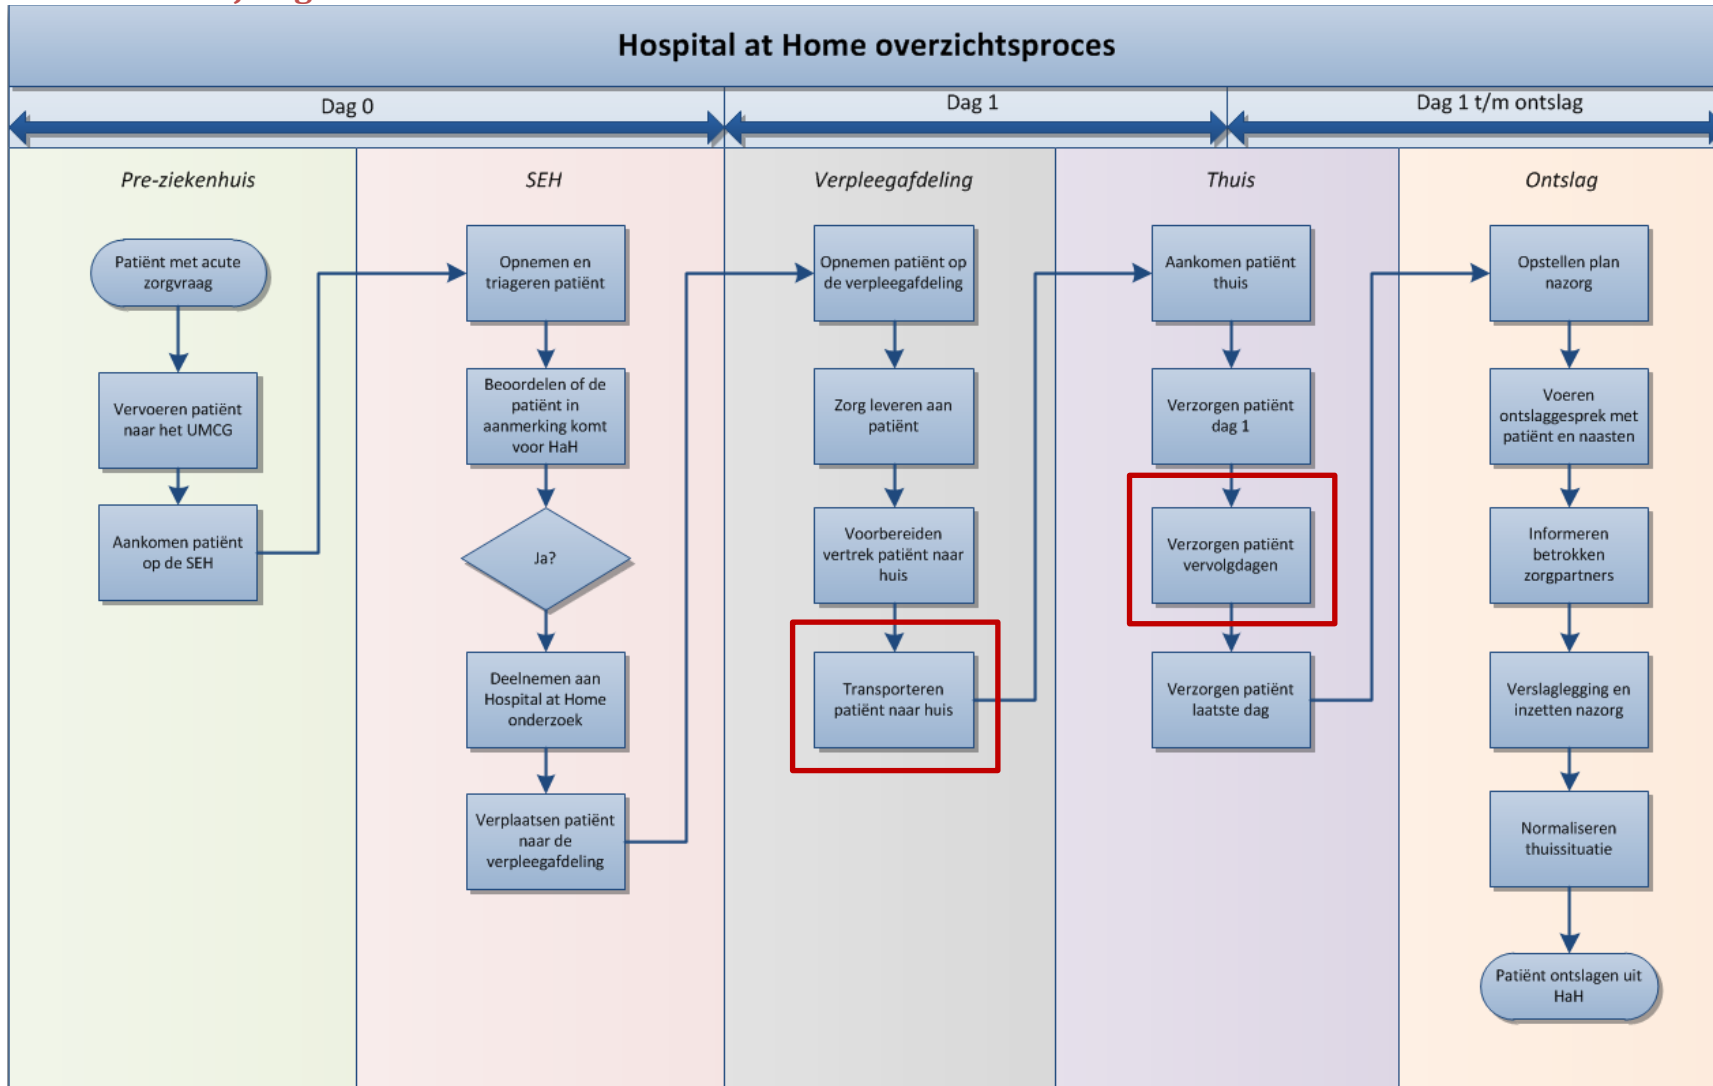 Hospital at Home overzichtsproces
Dag 0
Dag 1
Dag 1 t/m ontslag
Pre-ziekenhuis
SEH
Verpleegafdeling
Thuis
Ontslag
Patiënt met acute
zorgvraag
Vervoeren patiënt
naar het UMCG
Aankomen patiënt
op de SEH
Opnemen en
triageren patiënt
Beoordelen of de
patiënt in
aanmerking komt
voor HaH
Ja?
Deelnemen aan
Hospital at Home
onderzoek
Verplaatsen patiënt
naar de
verpleegafdeling
Opnemen patiënt op
de verpleegafdeling
Zorg leveren aan
patiënt
Voorbereiden
vertrek patiënt naar
huis
Transporteren
patiënt naar huis
Aankomen patiënt
thuis
Verzorgen patiënt
dag 1
Verzorgen patiënt
vervolgdagen
Verzorgen patiënt
laatste dag
Opstellen plan
nazorg
Voeren
ontslaggesprek met
patiënt en naasten
Informeren
betrokken
zorgpartners
Verslaglegging en
inzetten nazorg
Normaliseren
thuissituatie
Patiënt ontslagen uit
HaH